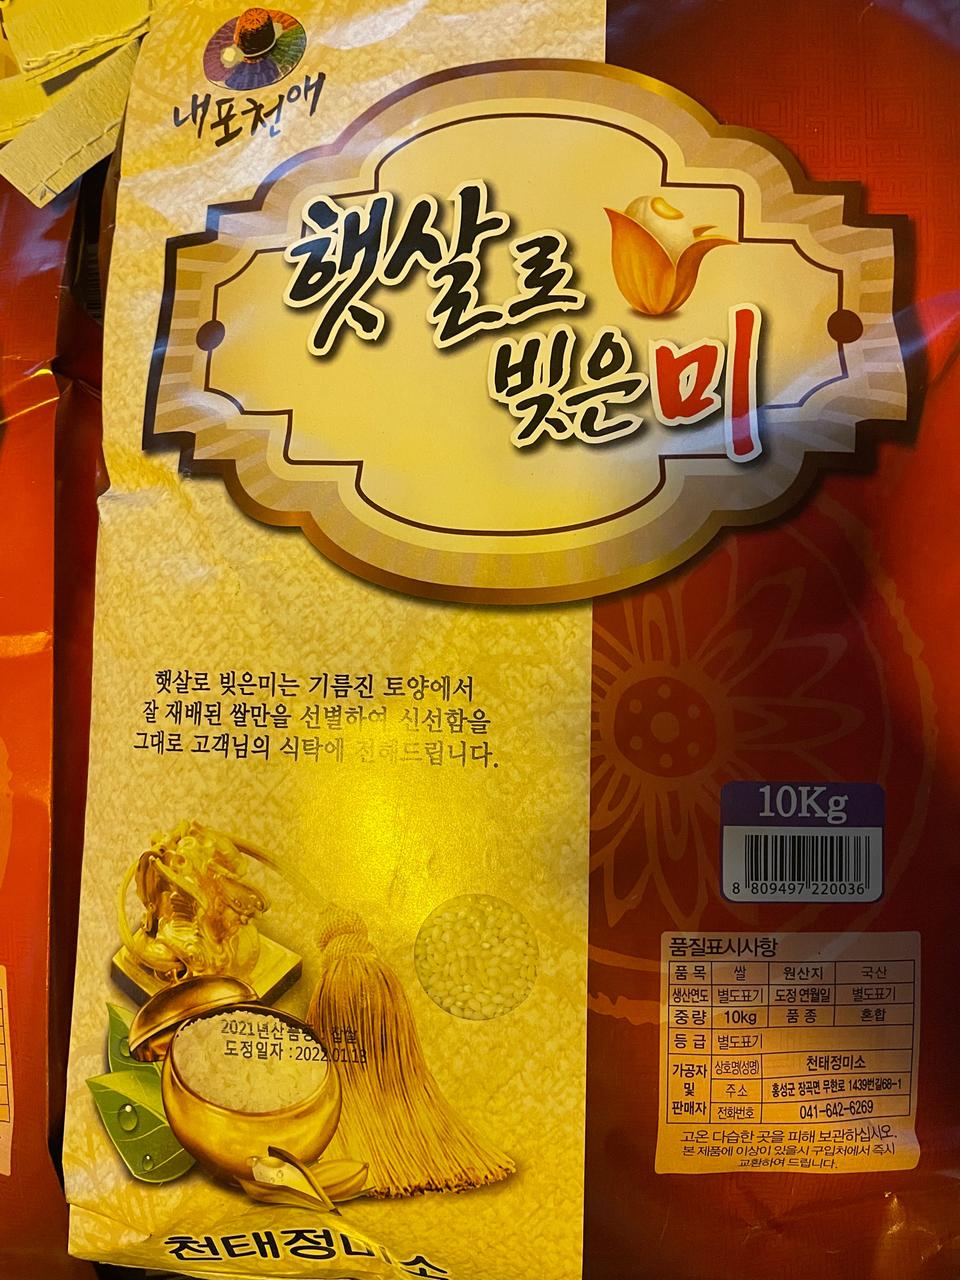 내포천애
햇살로
빚은미
햇살로 빚은미는 기름진 토양에서
잘 재배된 쌀만을 선별하여 신선함을
그대로 고객님의 식탁에 전해드립니다.
10Kg
8 809497 220036
품질표시사항
품 목 쌀 원산지 국산
생산연도 별도표기 도정 연월일 별도표기
중 량 10kg 품 종 혼합
등 급 별도표기
가공자 및 판매자 상호명(성명) 천태정미소
주소 홍성군 장곡면 무한로 1439번길68-1
전화번호 041-642-6269
고온 다습한 곳을 피해 보관하십시오.
본 제품에 이상이 있을시 구입처에서 즉시
교환하여 드립니다.
2021년산 품종 : 찹쌀
도정일자 : 2022.01.13
천태정미소